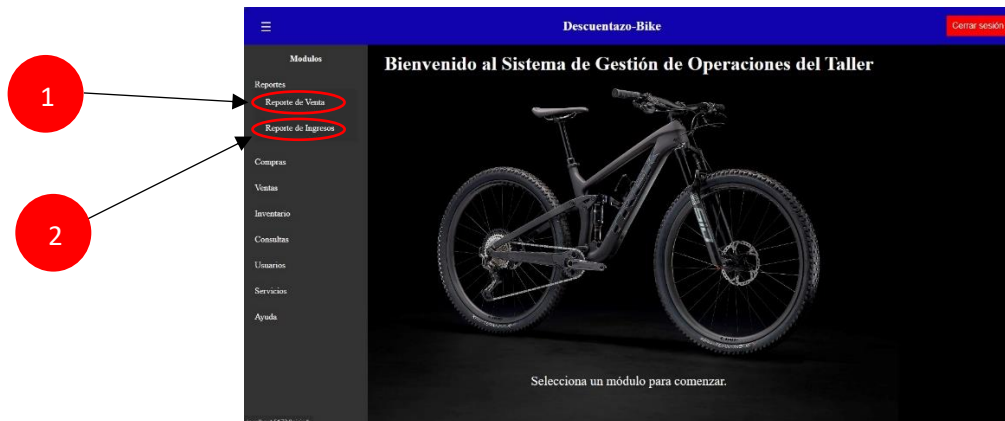 ☰ Descuentazo-Bike Cerrar sesión
Modulos
Bienvenido al Sistema de Gestión de Operaciones del Taller
Reportes
1
Reporte de Venta
Reporte de Ingresos
Compras
Ventas
Inventario
2
Consultas
Usuarios
Servicios
Ayuda
Selecciona un módulo para comenzar.